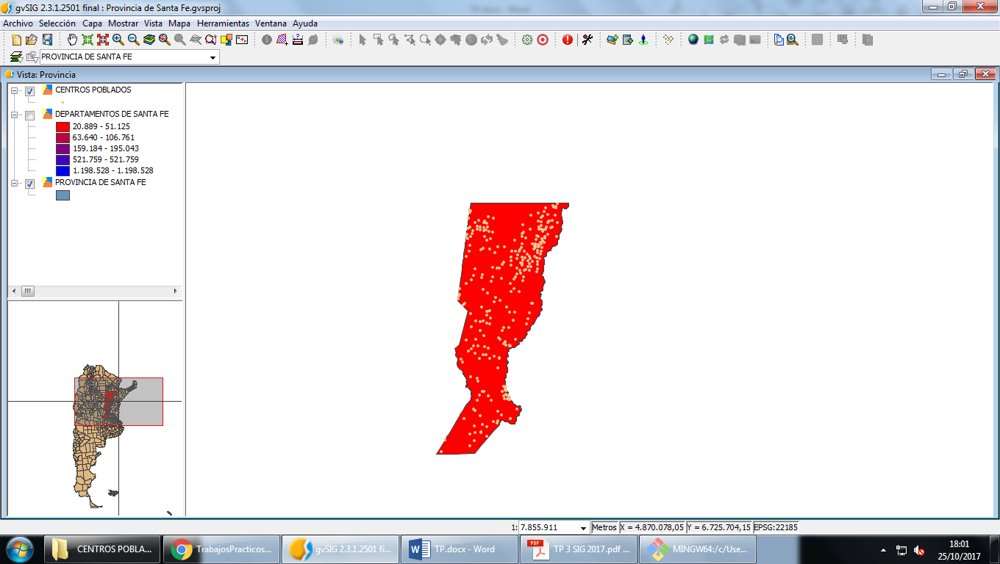 gvSIG 2.3.1.2501 final : Provincia de Santa Fe.gvsproj
Archivo Selección Capa Mostrar Vista Mapa Herramientas Ventana Ayuda
PROVINCIA DE SANTA FE
Vista: Provincia
CENTROS POBLADOS
DEPARTAMENTOS DE SANTA FE
20.889 - 51.125
63.640 - 106.761
159.184 - 195.043
521.759 - 521.759
1.198.528 - 1.198.528
PROVINCIA DE SANTA FE
1: 7.855.911 Metros X = 4.870.078,05 Y = 6.725.704,15 EPSG:22185
CENTROS POBLA... TrabajosPracticos... gvSIG 2.3.1.2501 fi... TP.docx - Word TP 3 SIG 2017.pdf ... MINGW64:/c/Use...
18:01
25/10/2017